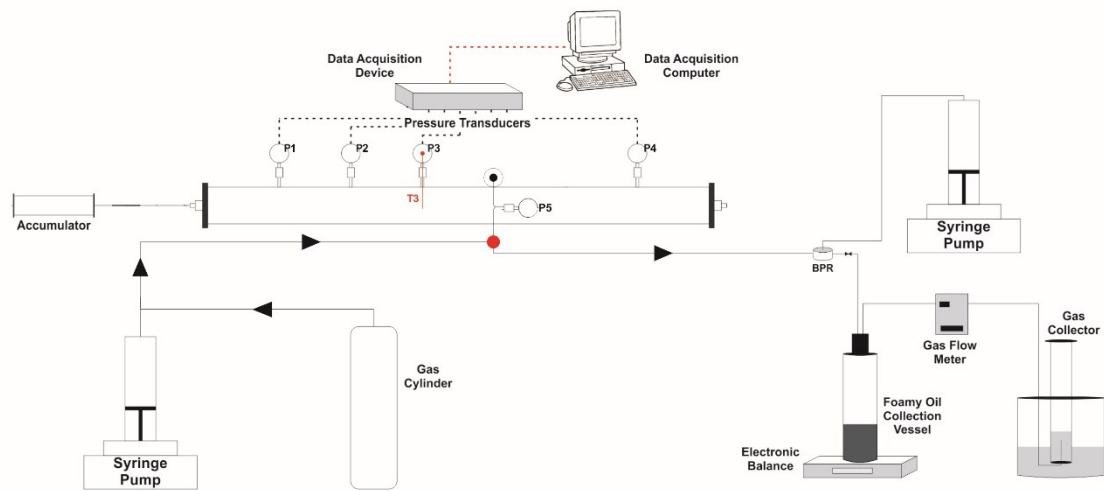 Data Acquisition
Device
Data Acquisition
Computer
Pressure Transducers
P1
P2
P3
P4
T3
P5
Accumulator
Syringe
Pump
BPR
Gas
Cylinder
Gas Flow
Meter
Gas
Collector
Foamy Oil
Collection
Vessel
Electronic
Balance
Syringe
Pump